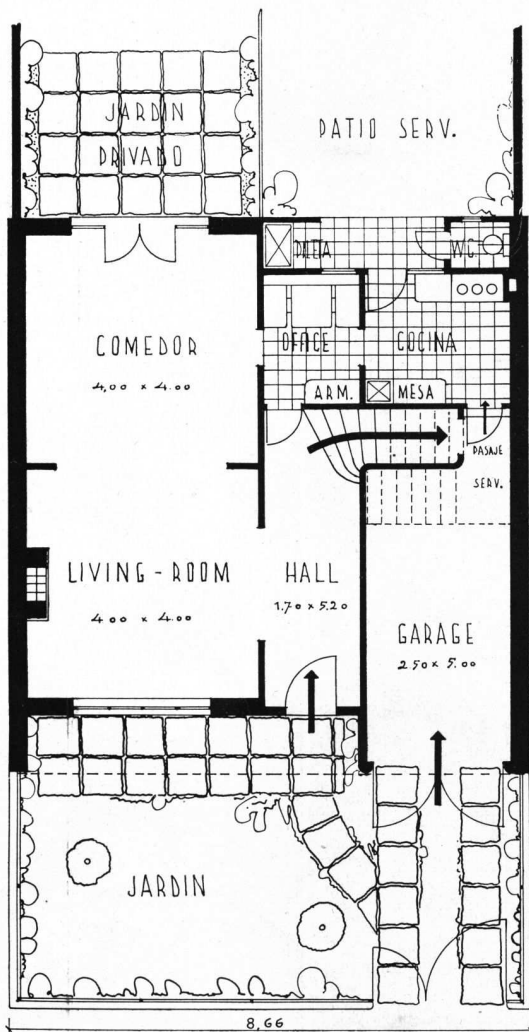 JARDIN
PRIVADO
PATIO SERV.
PILETA
W.C.
COMEDOR
4,00 x 4.00
OFFICE
COCINA
ARM.
MESA
PASAJE
SERV.
LIVING-ROOM
4.00 x 4.00
HALL
1.70 x 5.20
GARAGE
2 50 x 5.00
JARDIN
8,66